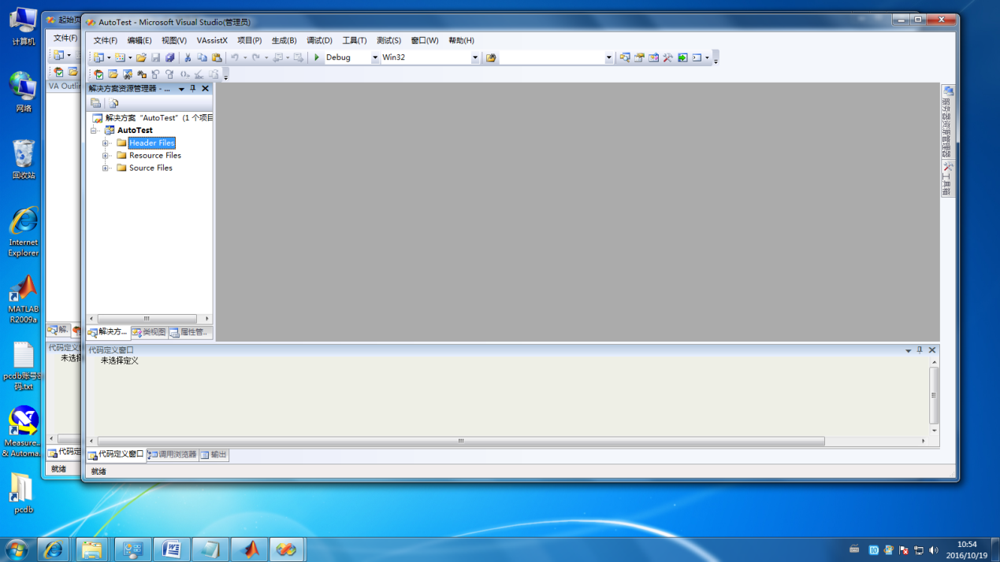 计算机
网络
回收站
Internet
Explorer
MATLAB
R2009a
pcdb账号密
码.txt
Measure...
& Automa...
pcdb
起始页
文件(F)
VA Outlin
解.
代码定义
未选择
代码定
就绪
AutoTest - Microsoft Visual Studio(管理员)
文件(F) 编辑(E) 视图(V) VAssistX 项目(P) 生成(B) 调试(D) 工具(T) 测试(S) 窗口(W) 帮助(H)
Debug Win32
解决方案资源管理器 - ...
解决方案 "AutoTest" (1 个项目
AutoTest
Header Files
Resource Files
Source Files
解决方... 类视图 属性管...
服务器资源管理器
工具箱
代码定义窗口
未选择定义
代码定义窗口 调用浏览器 输出
就绪
10:54
2016/10/19